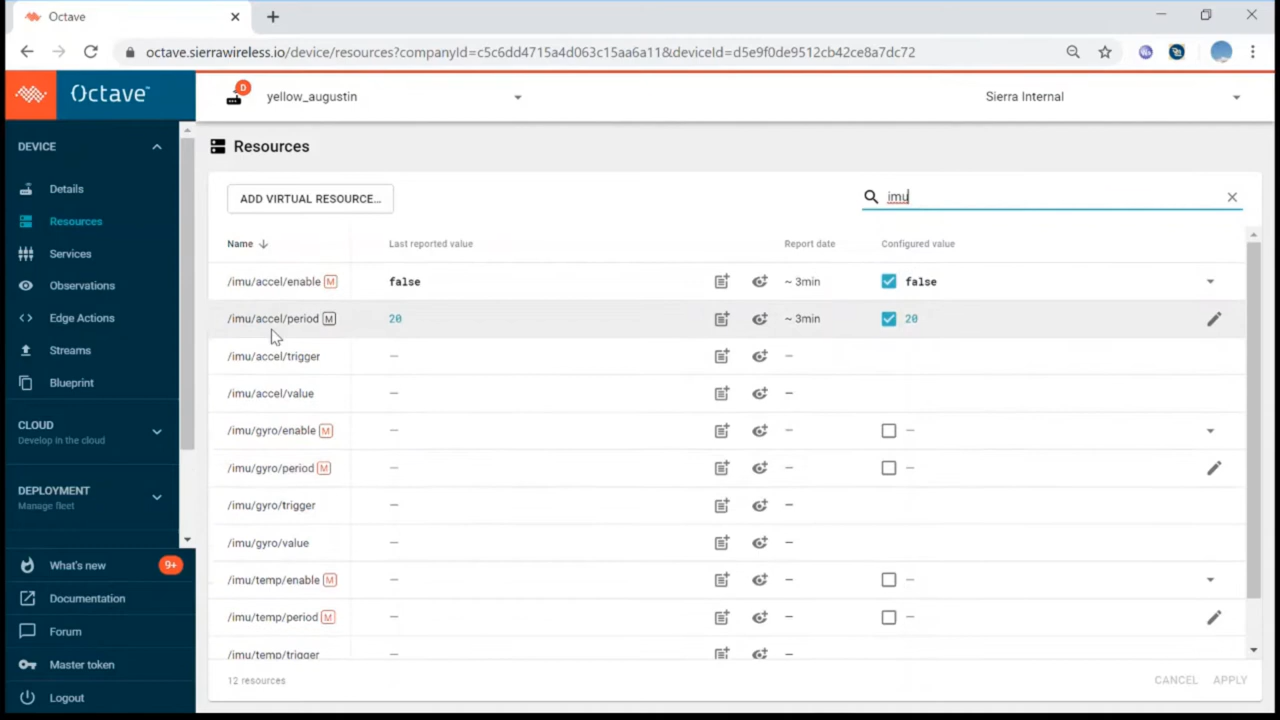 Octave
octave.sierrawireless.io/device/resources?companyId=c5c6dd4715a4d063c15aa6a11&deviceId=d5e9f0de9512cb42ce8a7dc72
Octave
D
yellow_augustin
Sierra Internal
DEVICE
Details
Resources
Services
Observations
Edge Actions
Streams
Blueprint
CLOUD
Develop in the cloud
DEPLOYMENT
Manage fleet
What's new 9+
Documentation
Forum
Master token
Logout
Resources
ADD VIRTUAL RESOURCE...
imu
Name Last reported value Report date Configured value
/imu/accel/enable M false ~ 3min false
/imu/accel/period M 20 ~ 3min 20
/imu/accel/trigger – –
/imu/accel/value – –
/imu/gyro/enable M – – –
/imu/gyro/period M – – –
/imu/gyro/trigger – –
/imu/gyro/value – –
/imu/temp/enable M – – –
/imu/temp/period M – – –
/imu/temp/trigger – –
12 resources
CANCEL APPLY